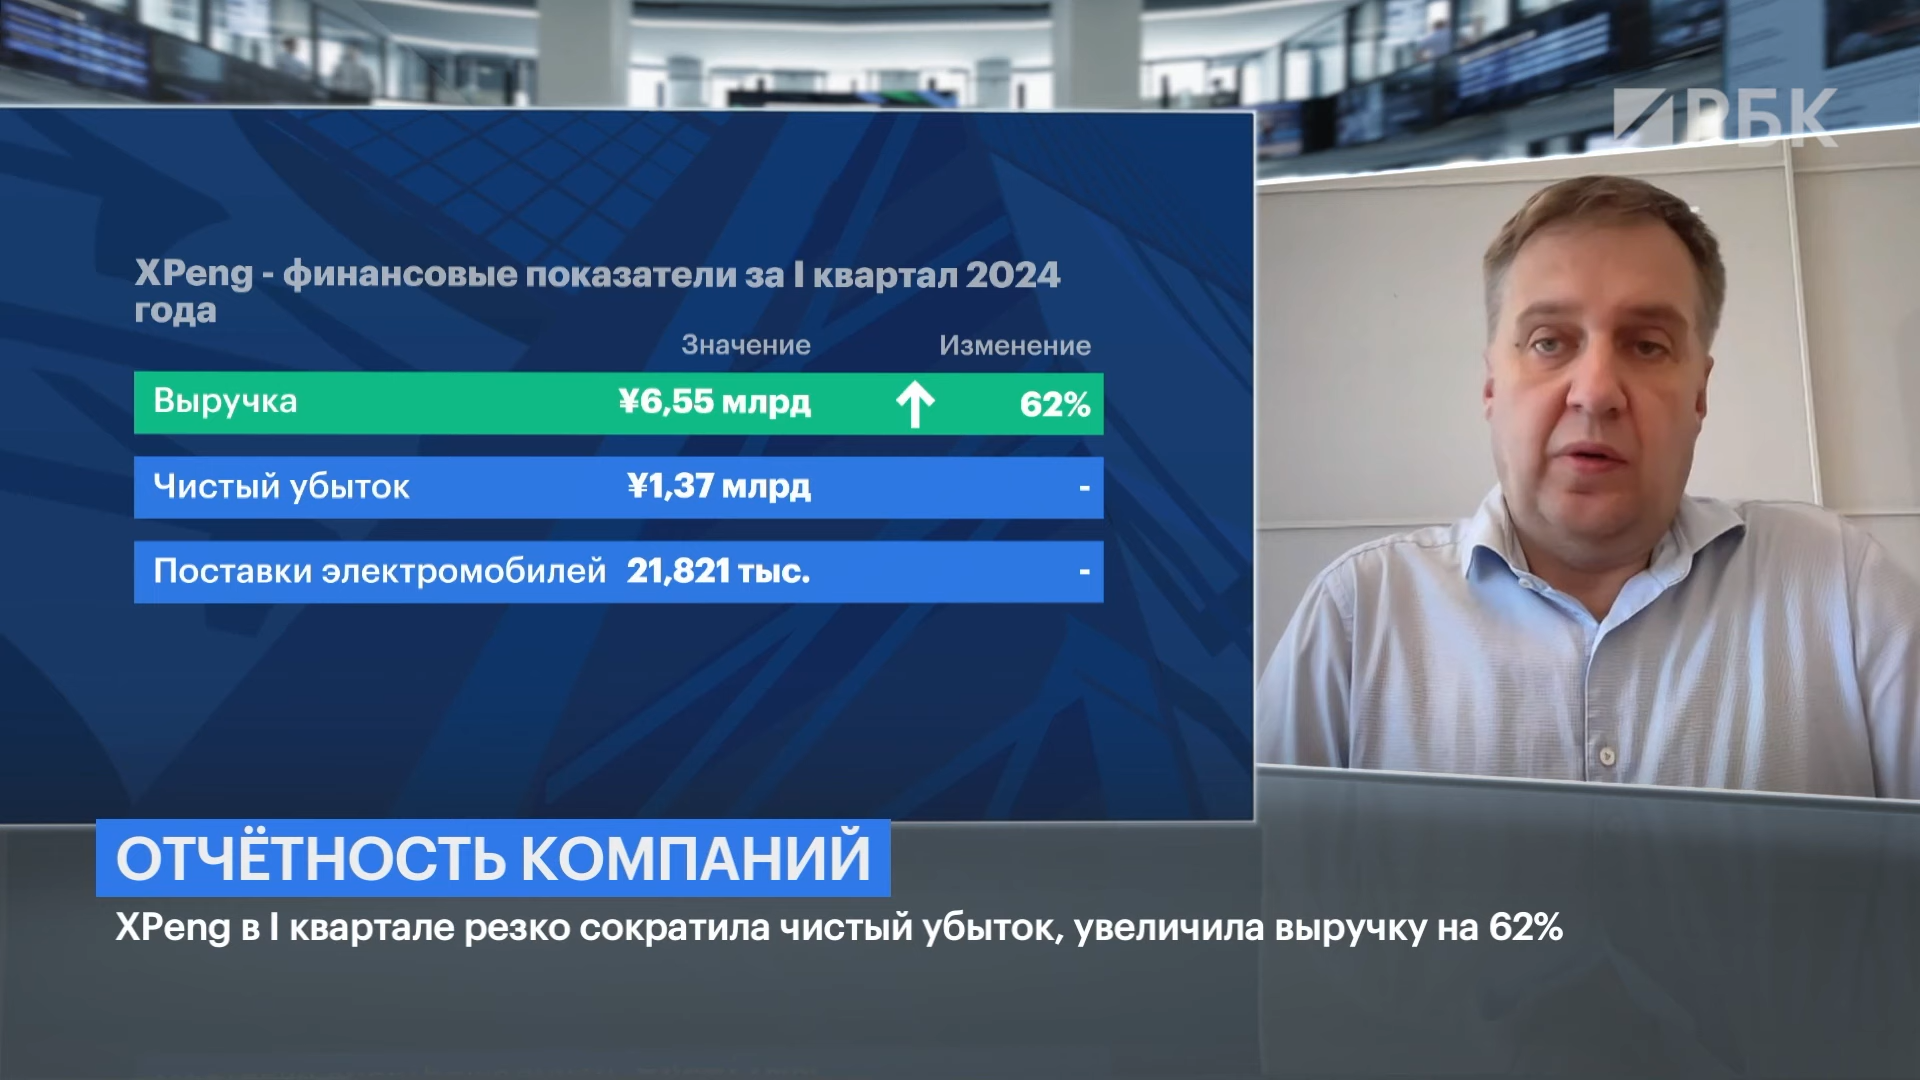 РБК
XPeng - финансовые показатели за I квартал 2024
года
Значение Изменение
Выручка ¥6,55 млрд 62%
Чистый убыток ¥1,37 млрд -
Поставки электромобилей 21,821 тыс. -
ОТЧЁТНОСТЬ КОМПАНИЙ
XPeng в I квартале резко сократила чистый убыток, увеличила выручку на 62%